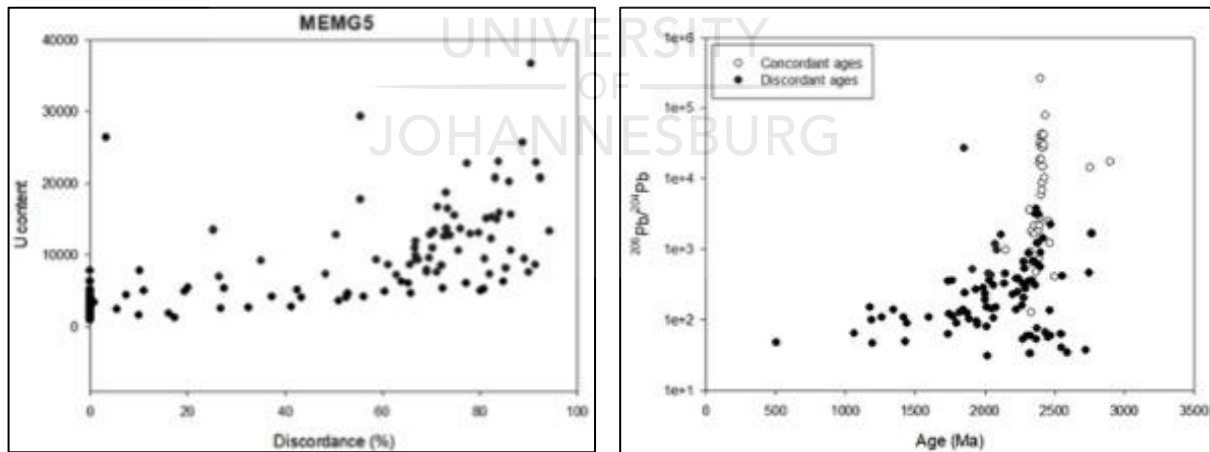 MEMG5
40000
30000
20000
10000
0
U content
0 20 40 60 80 100
Discordance (%)
UNIVERSITY
OF
JOHANNESBURG
1e+6
1e+5
1e+4
1e+3
1e+2
1e+1
206Pb/204Pb
Concordant ages
Discordant ages
0 500 1000 1500 2000 2500 3000 3500
Age (Ma)